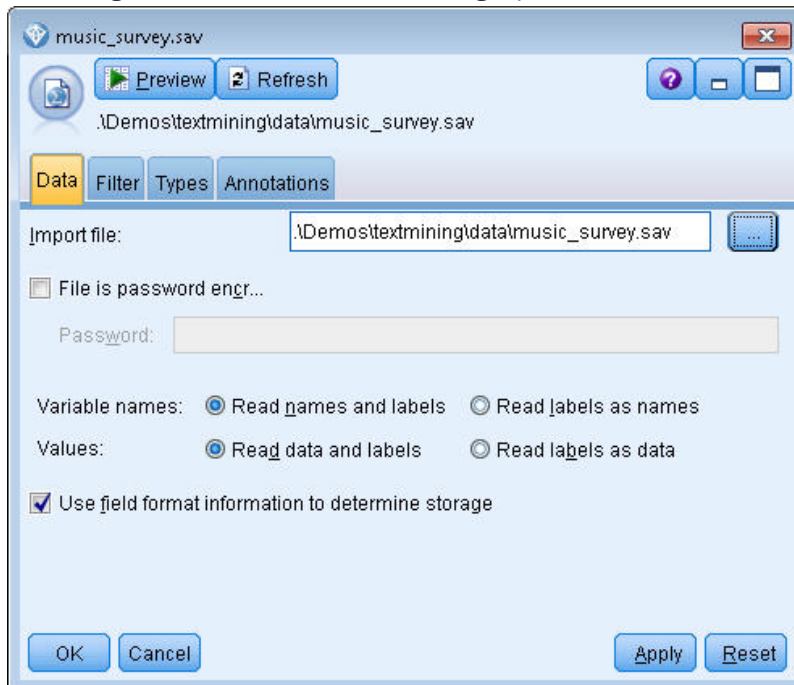 music_survey.sav
Preview Refresh
.\Demos\textmining\data\music_survey.sav
Data Filter Types Annotations
Import file: .\Demos\textmining\data\music_survey.sav ...
File is password encr...
Password:
Variable names: Read names and labels Read labels as names
Values: Read data and labels Read labels as data
Use field format information to determine storage
OK Cancel Apply Reset